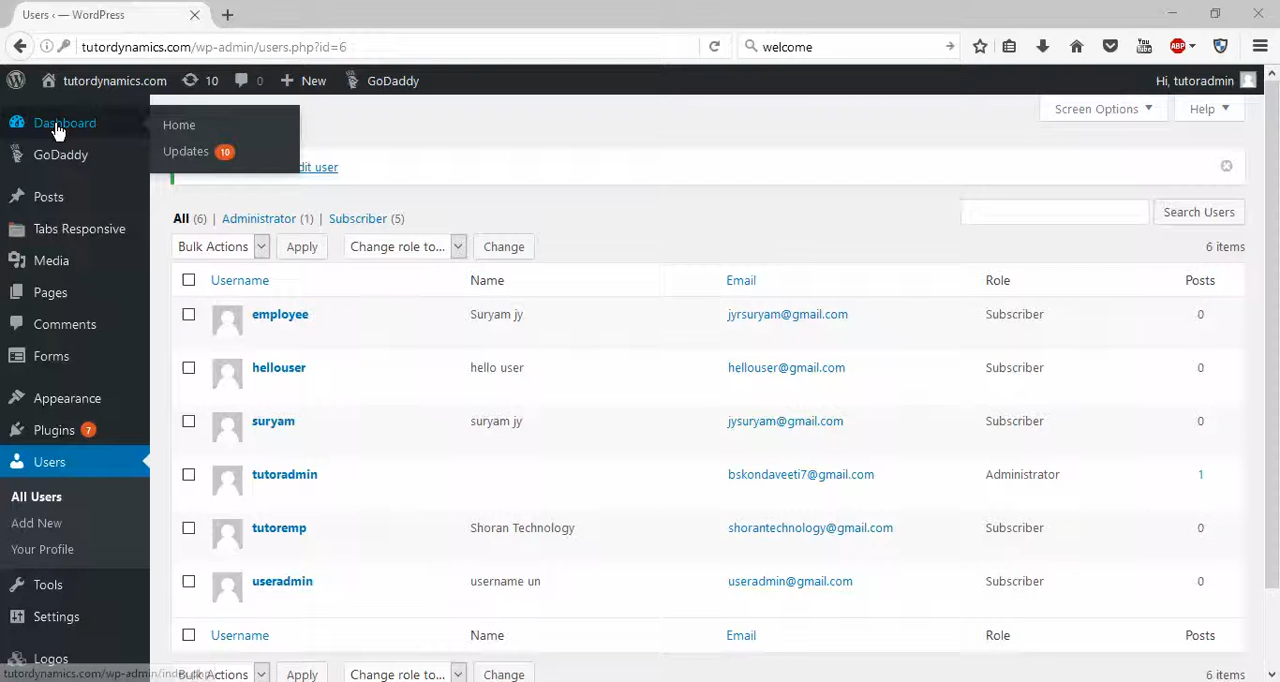 Users ‹ — WordPress
tutordynamics.com/wp-admin/users.php?id=6
welcome
ABP
tutordynamics.com 10 0 New GoDaddy
Hi, tutoradmin
Dashboard
GoDaddy
Posts
Tabs Responsive
Media
Pages
Comments
Forms
Appearance
Plugins 7
Users
All Users
Add New
Your Profile
Tools
Settings
Logos
Home
Updates 10
Screen Options
Help
dit user
All (6) | Administrator (1) | Subscriber (5)
Search Users
Bulk Actions Apply Change role to... Change 6 items
Username Name Email Role Posts
employee Suryam jy jyrsuryam@gmail.com Subscriber 0
hellouser hello user hellouser@gmail.com Subscriber 0
suryam suryam jy jysuryam@gmail.com Subscriber 0
tutoradmin bskondaveeti7@gmail.com Administrator 1
tutoremp Shoran Technology shorantechnology@gmail.com Subscriber 0
useradmin username un useradmin@gmail.com Subscriber 0
Username Name Email Role Posts
Bulk Actions Apply Change role to... Change 6 items